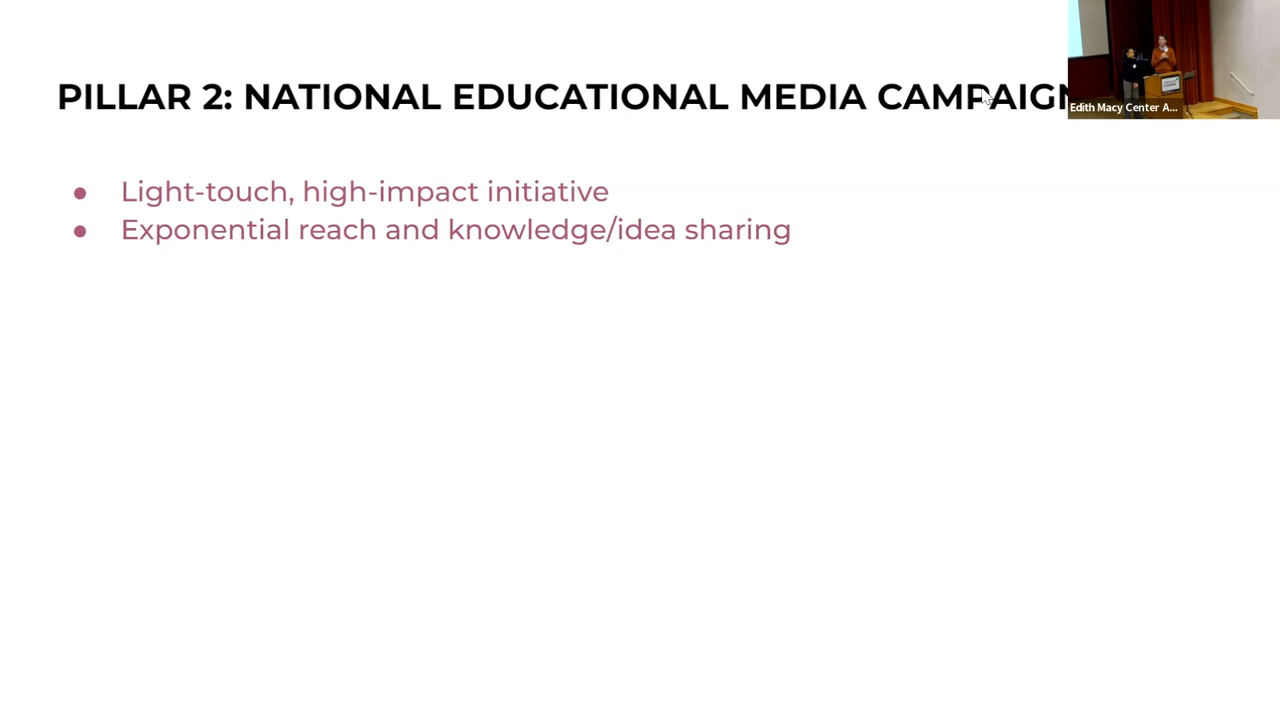 PILLAR 2: NATIONAL EDUCATIONAL MEDIA CAMPAIGN
● Light-touch, high-impact initiative
● Exponential reach and knowledge/idea sharing
Edith Macy Center A...